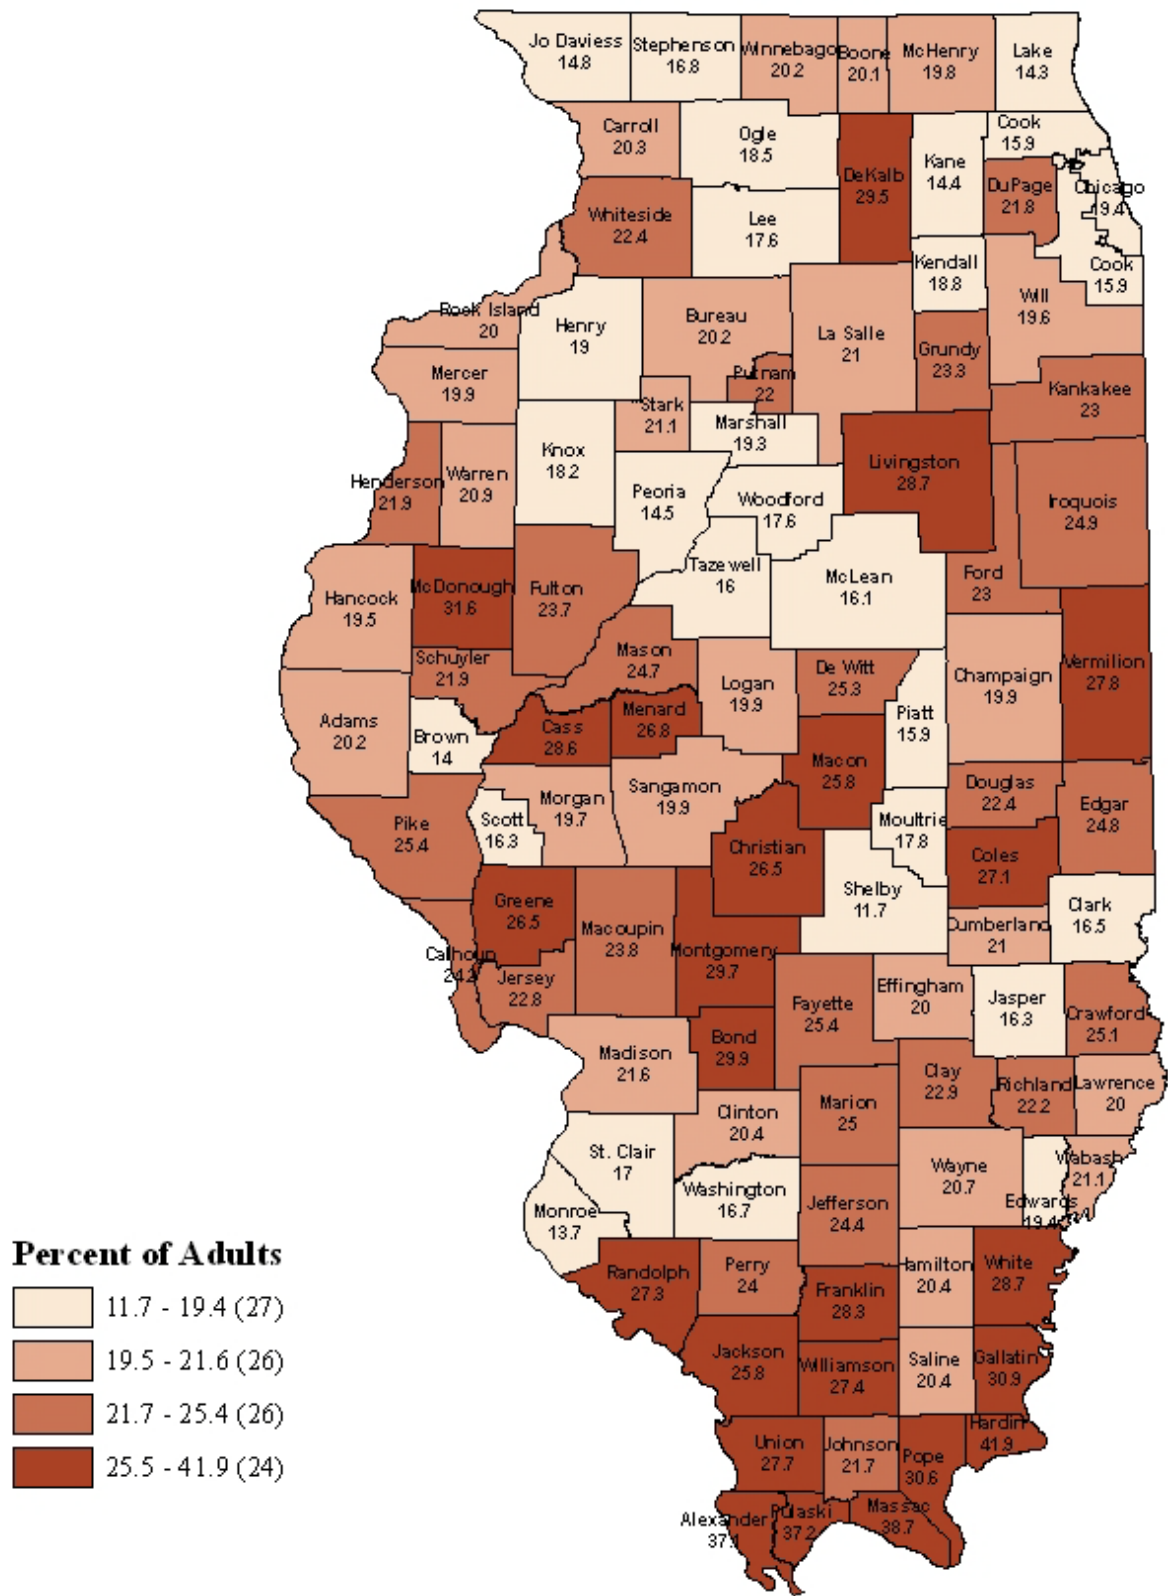 Jo Daviess
14.8
Stephenson
16.8
Winnebago
20.2
Boone
20.1
McHenry
19.8
Lake
14.3
Carroll
20.3
Ogle
18.5
DeKalb
29.5
Kane
14.4
Cook
15.9
DuPage
21.8
Chicago
19.4
Whiteside
22.4
Lee
17.6
Kendall
18.8
Cook
15.9
Will
19.6
Rock Island
20
Henry
19
Bureau
20.2
La Salle
21
Grundy
23.3
Putnam
22
Kankakee
23
Mercer
19.9
Stark
21.1
Marshall
19.3
Knox
18.2
Livingston
28.7
Henderson
21.9
Warren
20.9
Peoria
14.5
Woodford
17.6
Iroquois
24.9
Tazewell
16
McLean
16.1
Ford
23
Hancock
19.5
McDonough
31.6
Fulton
23.7
Schuyler
21.9
Mason
24.7
Logan
19.9
De Witt
25.3
Champaign
19.9
Vermilion
27.8
Adams
20.2
Brown
14
Cass
28.6
Menard
26.8
Piatt
15.9
Macon
25.8
Pike
25.4
Scott
16.3
Morgan
19.7
Sangamon
19.9
Douglas
22.4
Edgar
24.8
Moultrie
17.8
Christian
26.5
Coles
27.1
Shelby
11.7
Greene
26.5
Macoupin
23.8
Montgomery
29.7
Cumberland
21
Clark
16.5
Calhoun
24.2
Jersey
22.8
Fayette
25.4
Effingham
20
Jasper
16.3
Crawford
25.1
Madison
21.6
Bond
29.9
Clay
22.9
Richland
22.2
Lawrence
20
Marion
25
Clinton
20.4
St. Clair
17
Washington
16.7
Jefferson
24.4
Wayne
20.7
Edwards
19.4
Wabash
21.1
Monroe
13.7
Randolph
27.3
Perry
24
Franklin
28.3
Hamilton
20.4
White
28.7
Jackson
25.8
Williamson
27.4
Saline
20.4
Gallatin
30.9
Union
27.7
Johnson
21.7
Pope
30.6
Hardin
41.9
Alexander
37.1
Pulaski
37.2
Massac
38.7
Percent of Adults
11.7 - 19.4 (27)
19.5 - 21.6 (26)
21.7 - 25.4 (26)
25.5 - 41.9 (24)